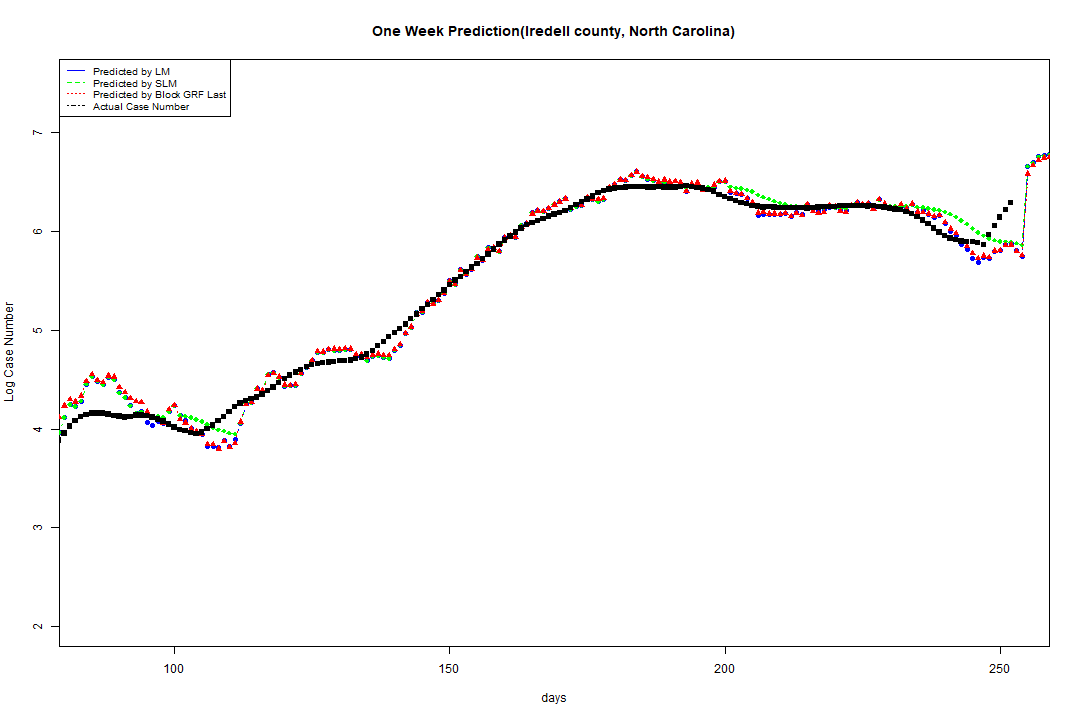 One Week Prediction(Iredell county, North Carolina)
Predicted by LM
Predicted by SLM
Predicted by Block GRF Last
Actual Case Number
7
6
5
4
3
2
Log Case Number
100 150 200 250
days